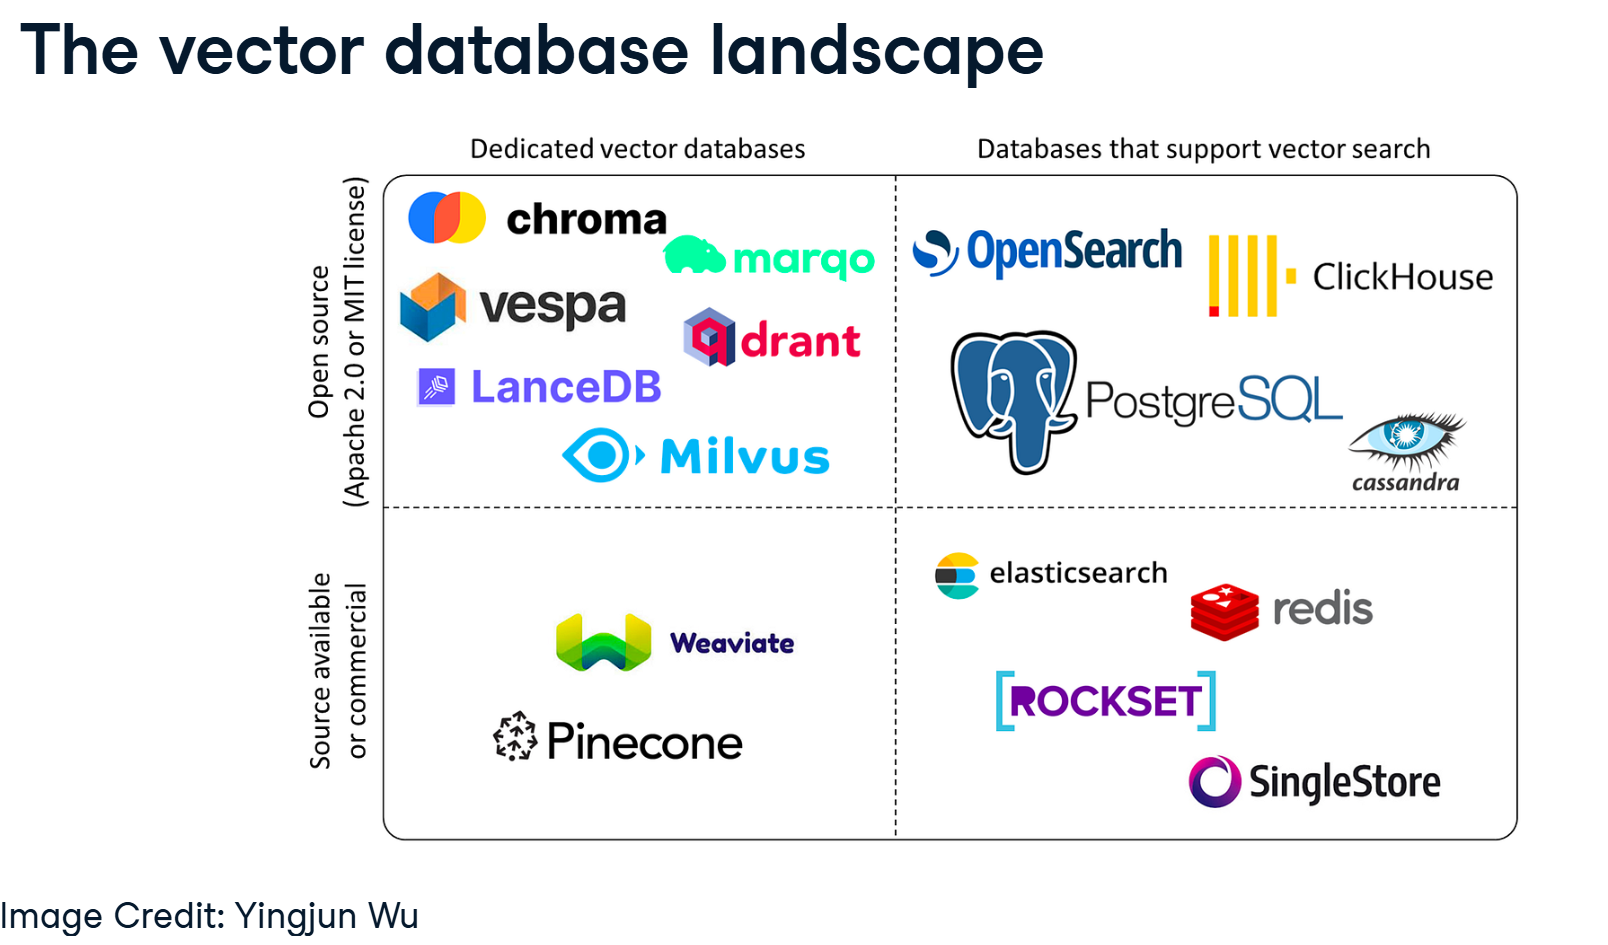 The vector database landscape
Dedicated vector databases
Databases that support vector search
Open source
(Apache 2.0 or MIT license)
chroma
marqo
vespa
qdrant
LanceDB
Milvus
OpenSearch
ClickHouse
PostgreSQL
cassandra
Source available
or commercial
Weaviate
Pinecone
elasticsearch
redis
[ROCKSET]
SingleStore
Image Credit: Yingjun Wu